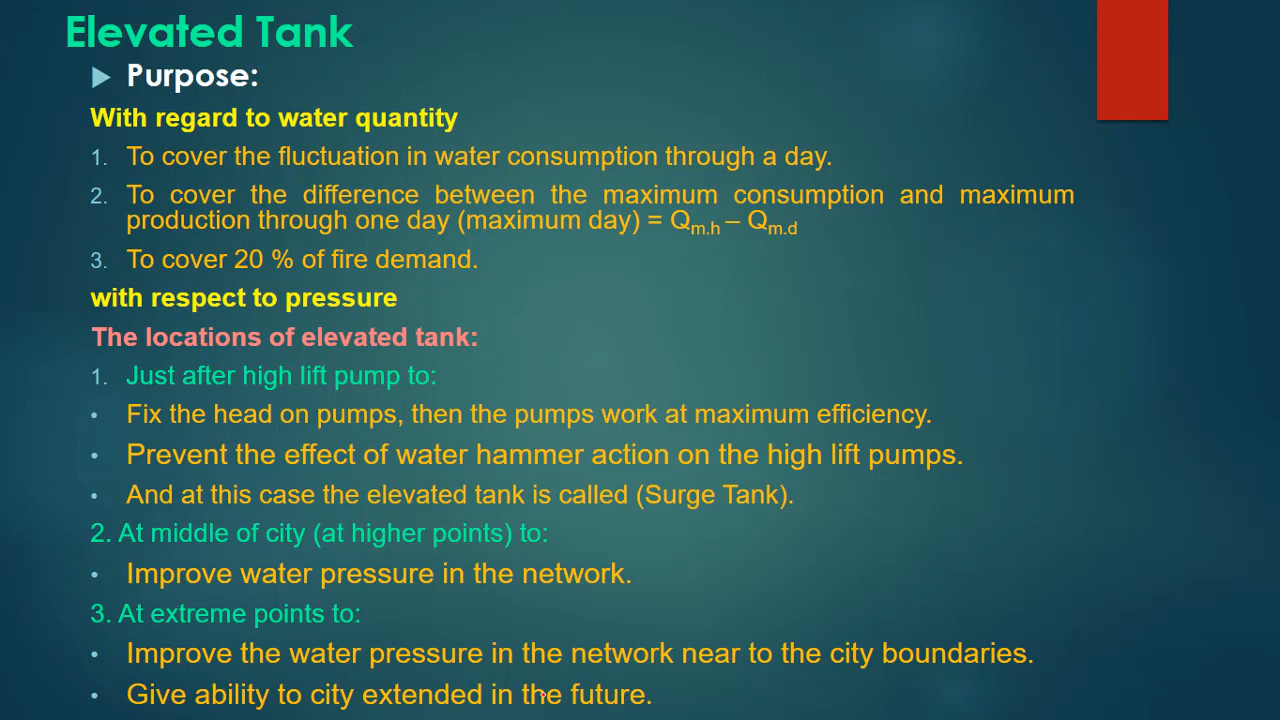 Elevated Tank
Purpose:
With regard to water quantity
1. To cover the fluctuation in water consumption through a day.
2. To cover the difference between the maximum consumption and maximum
production through one day (maximum day) = Qm.h – Qm.d
3. To cover 20 % of fire demand.
with respect to pressure
The locations of elevated tank:
1. Just after high lift pump to:
• Fix the head on pumps, then the pumps work at maximum efficiency.
• Prevent the effect of water hammer action on the high lift pumps.
• And at this case the elevated tank is called (Surge Tank).
2. At middle of city (at higher points) to:
• Improve water pressure in the network.
3. At extreme points to:
• Improve the water pressure in the network near to the city boundaries.
• Give ability to city extended in the future.